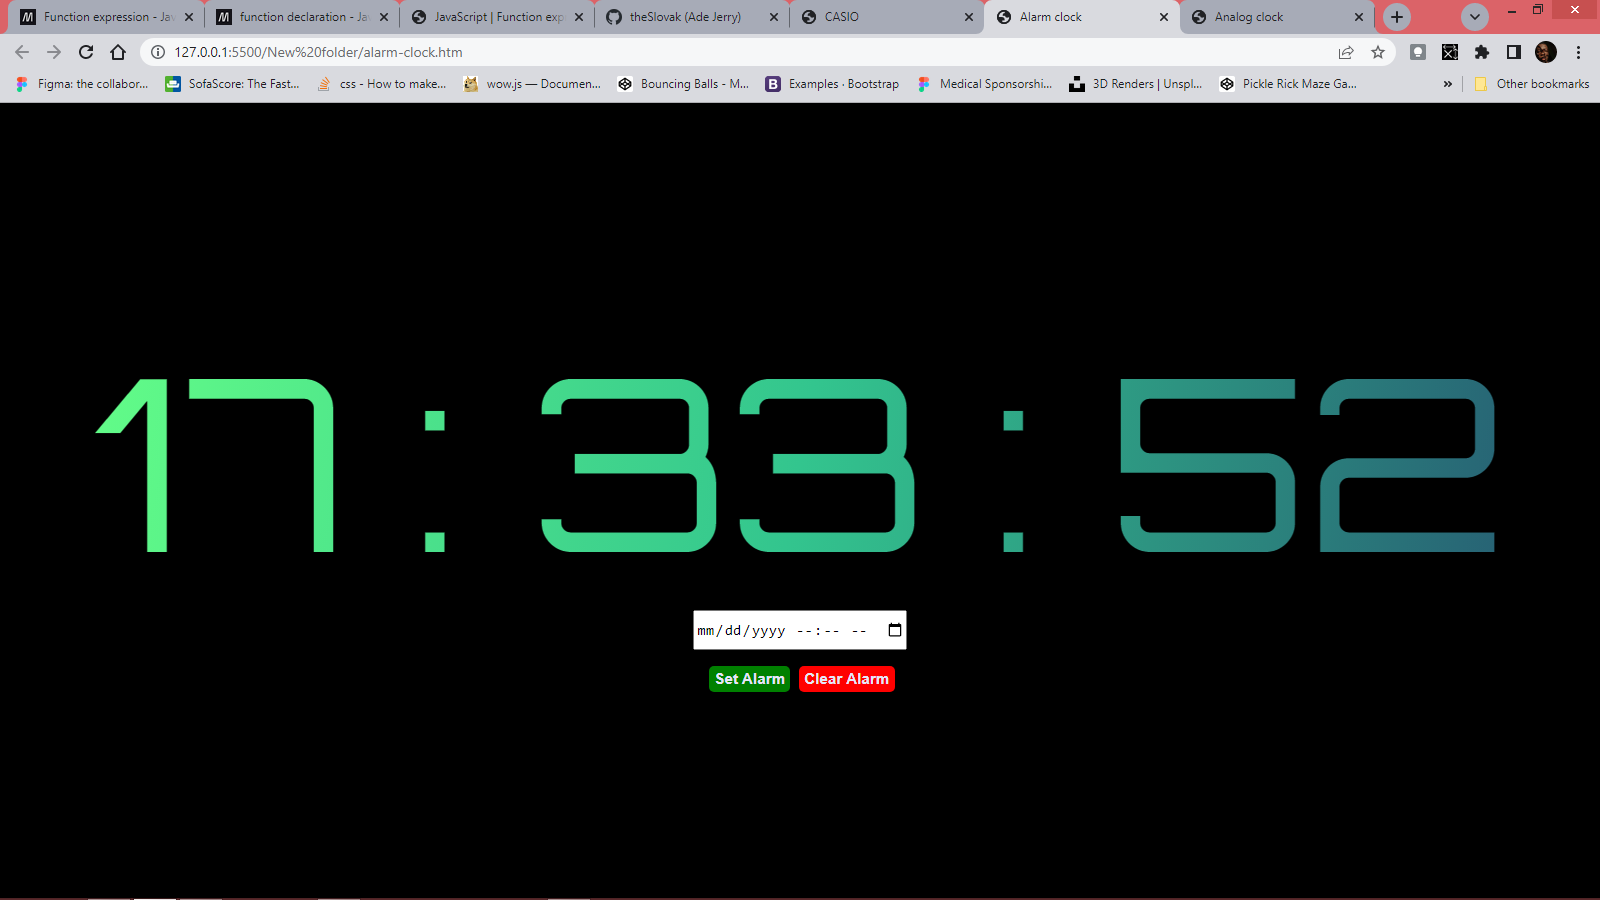 Function expression - Jav
function declaration - Jav
JavaScript | Function exp
theSlovak (Ade Jerry)
CASIO
Alarm clock
Analog clock
127.0.0.1:5500/New%20folder/alarm-clock.htm
Figma: the collabor...
SofaScore: The Fast...
css - How to make...
wow.js — Documen...
Bouncing Balls - M...
Examples · Bootstrap
Medical Sponsorshi...
3D Renders | Unspl...
Pickle Rick Maze Ga...
»
Other bookmarks
17:33:52
mm/dd/yyyy --:-- --
Set Alarm
Clear Alarm